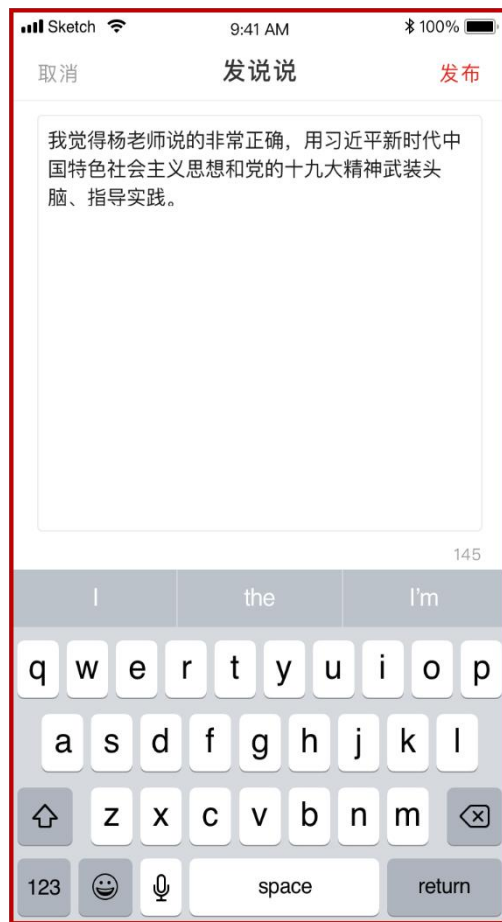 Sketch 9:41 AM 100%
取消 发说说 发布
我觉得杨老师说的非常正确，用习近平新时代中
国特色社会主义思想和党的十九大精神武装头
脑、指导实践。
145
I the I'm
q w e r t y u i o p
a s d f g h j k l
z x c v b n m
123 space return